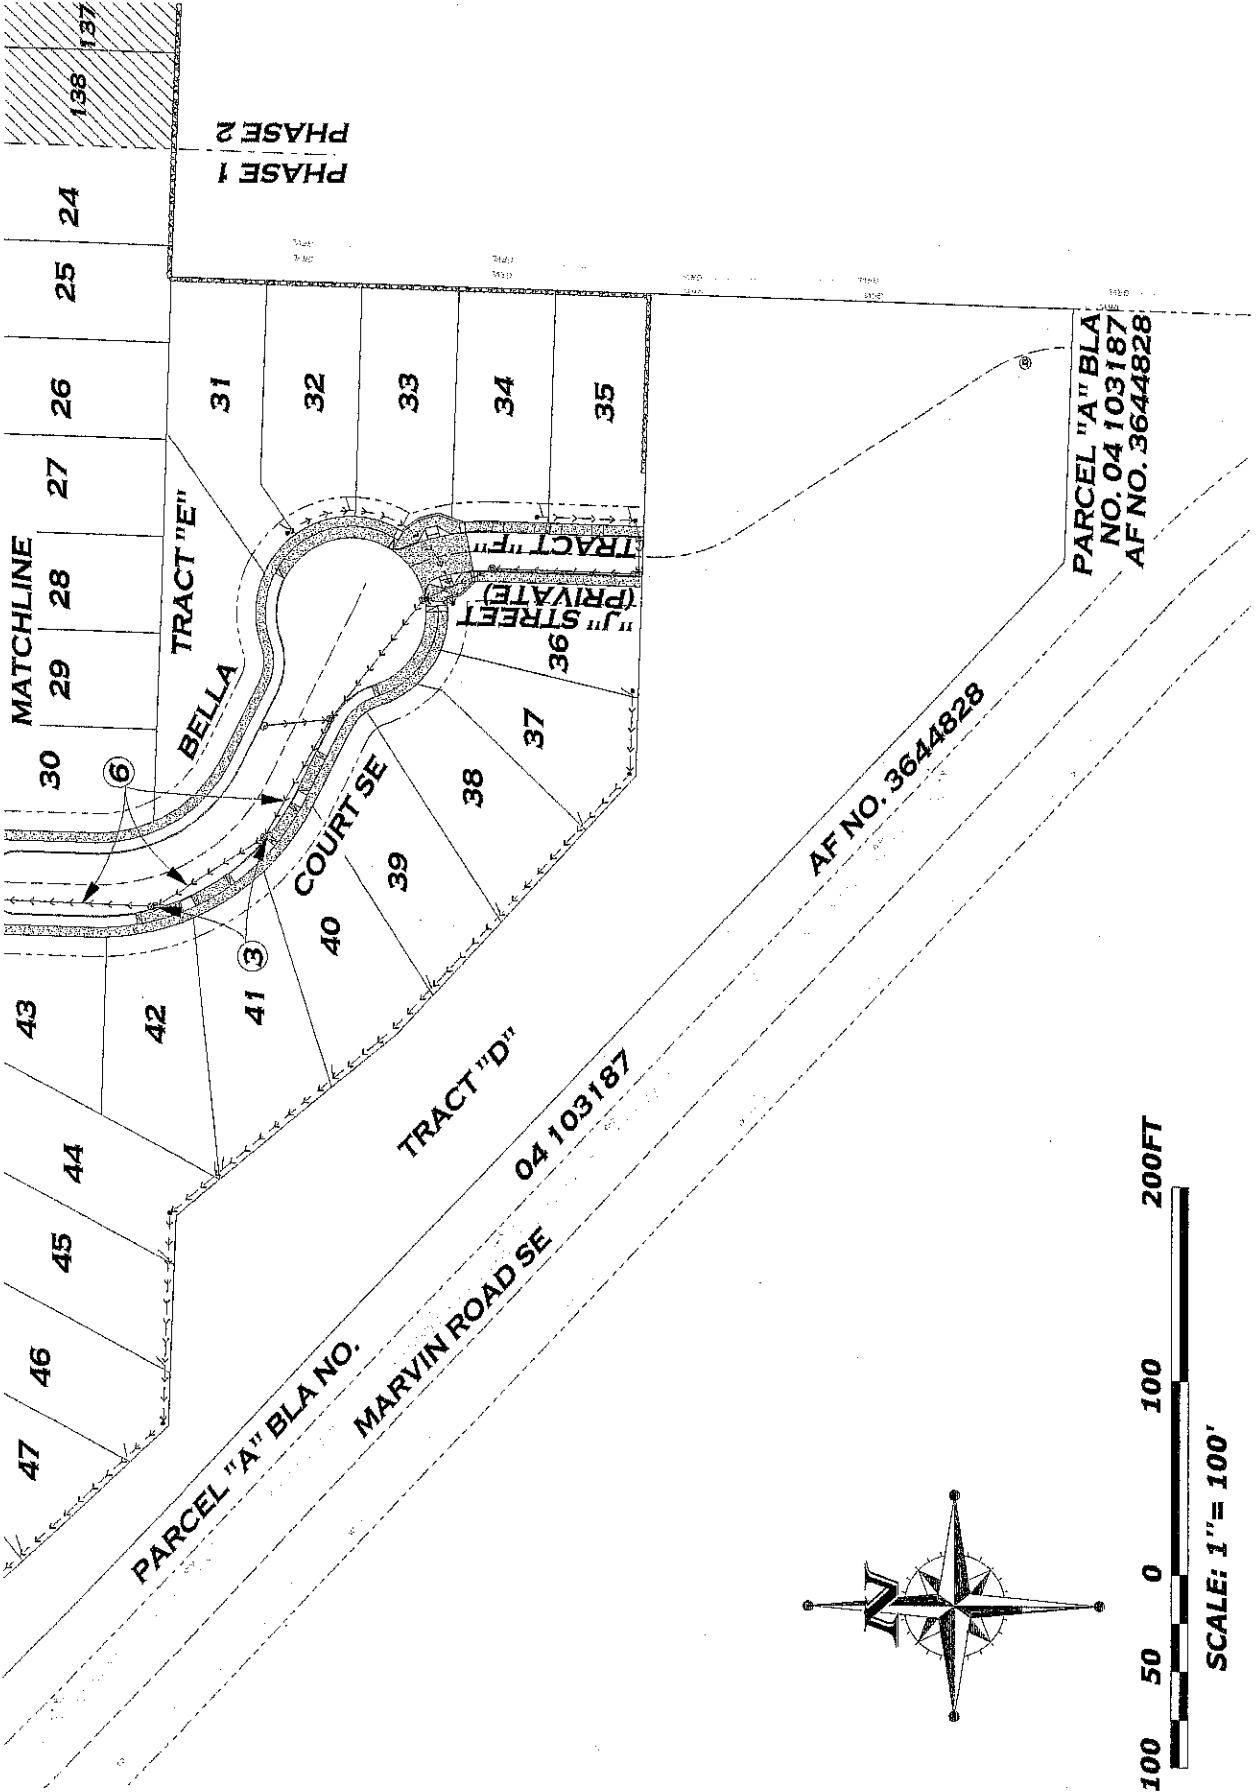 137
138
PHASE 2
PHASE 1
24
25
26
27
MATCHLINE
28
29
30
31
32
33
34
35
TRACT "E"
TRACT "F"
"J" STREET
(PRIVATE)
BELLA
COURT SE
36
37
38
39
40
41
42
43
44
45
46
47
6
3
TRACT "D"
PARCEL "A" BLA
NO. 04 103187
AF NO. 3644828
PARCEL "A" BLA NO.
04 103187
AF NO. 3644828
MARVIN ROAD SE
N
100
50
0
100
200FT
SCALE: 1"= 100'